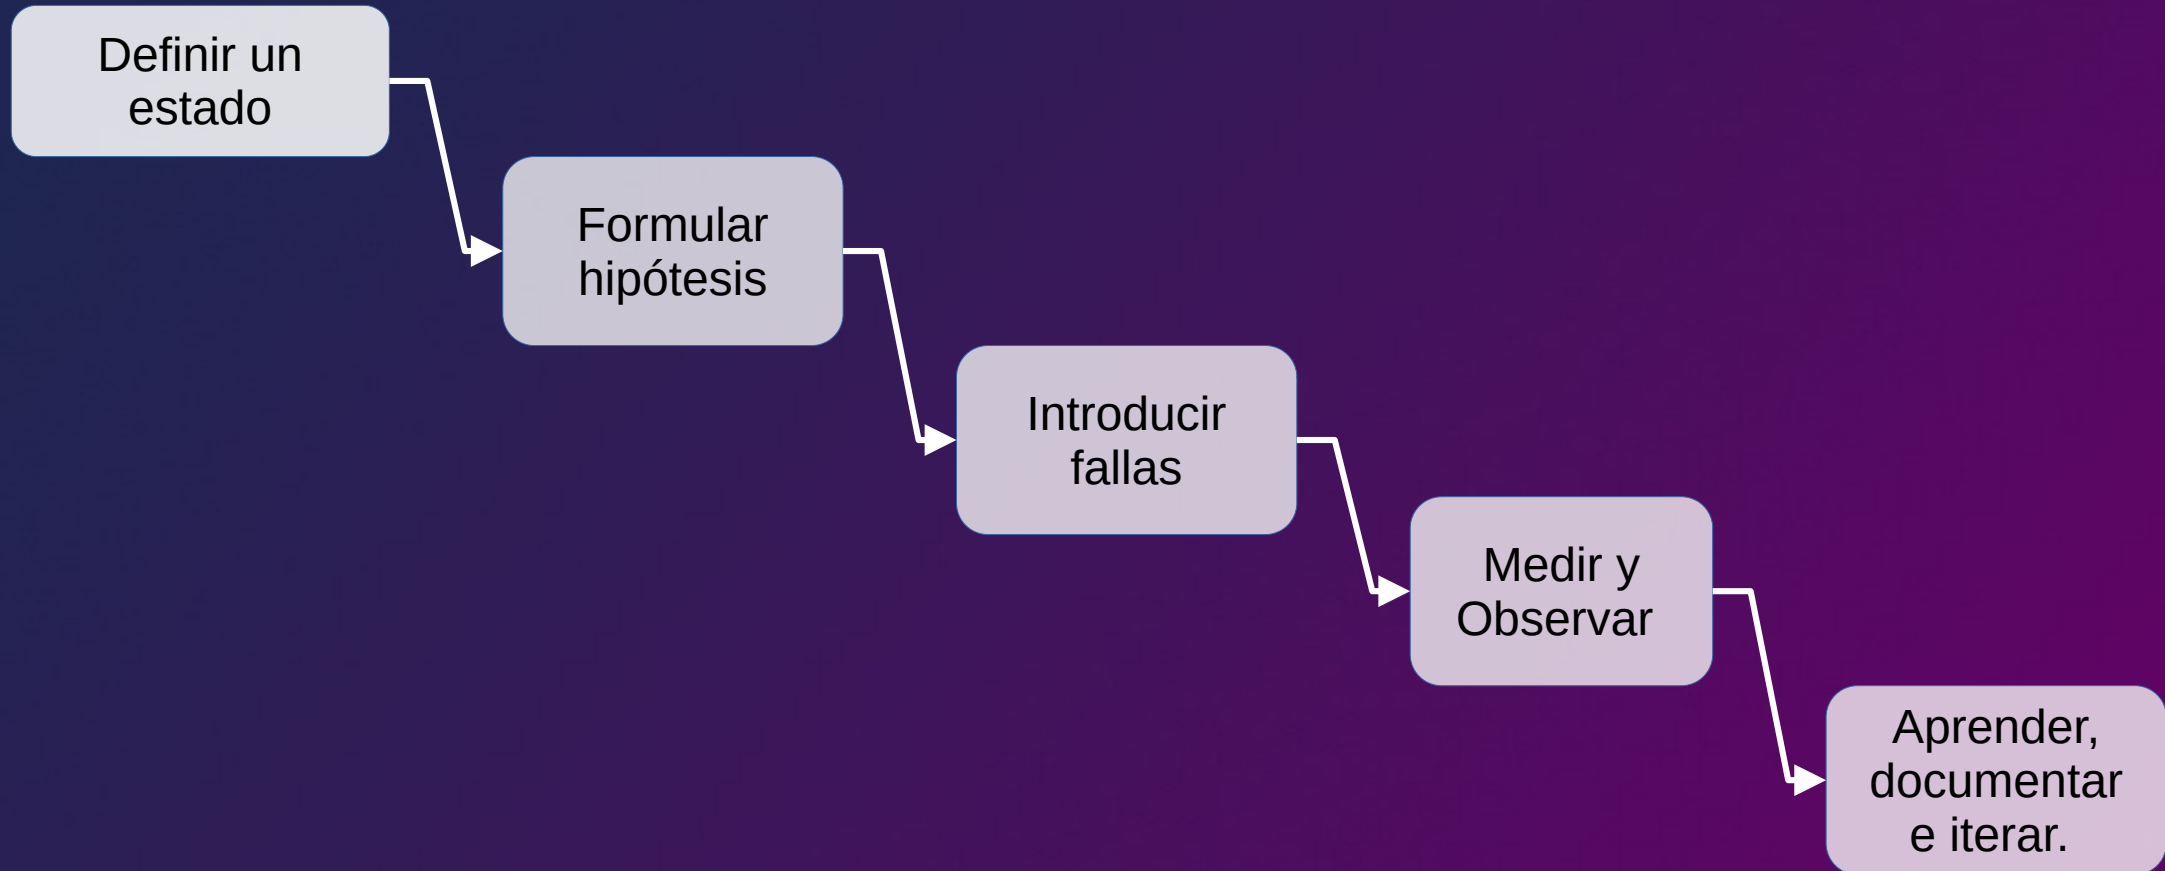 Definir un
estado
Formular
hipótesis
Introducir
fallas
Medir y
Observar
Aprender,
documentar
e iterar.